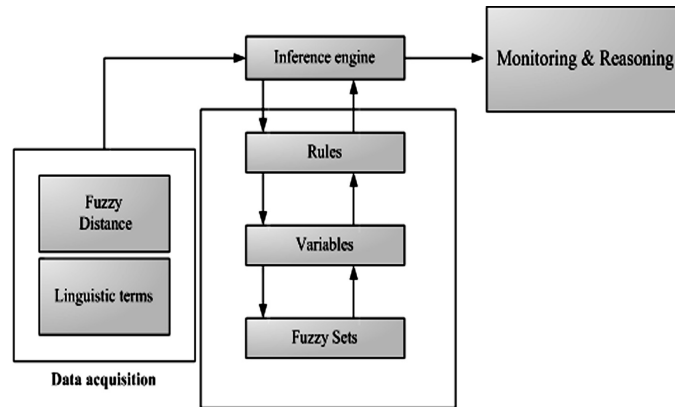 Inference engine
Monitoring & Reasoning
Rules
Fuzzy
Distance
Variables
Linguistic terms
Fuzzy Sets
Data acquisition